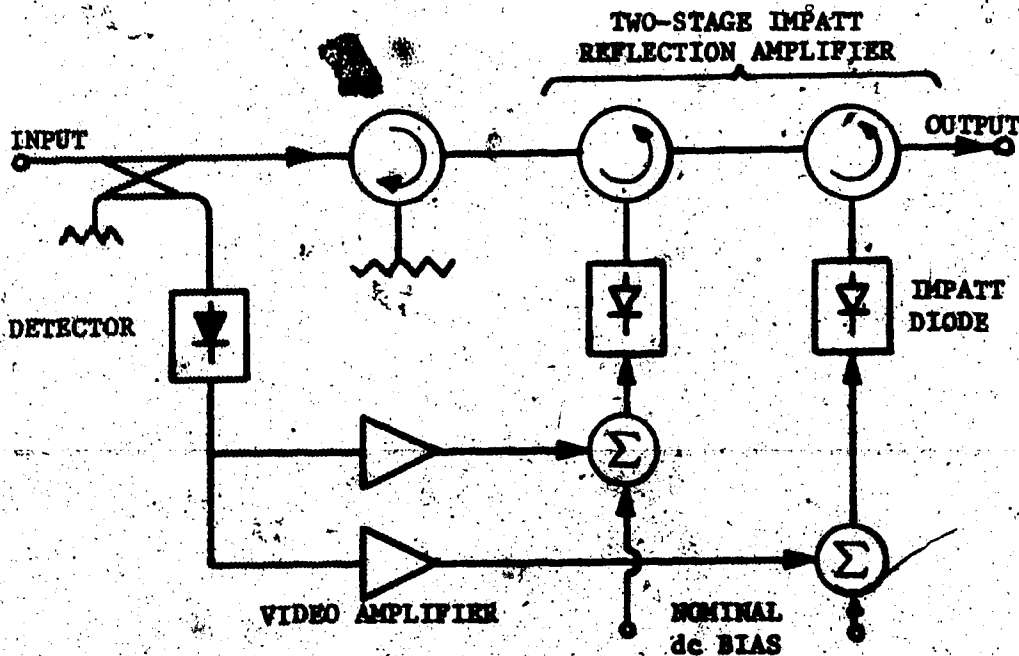 TWO-STAGE IMPATT
REFLECTION AMPLIFIER
INPUT
OUTPUT
DETECTOR
IMPATT
DIODE
Σ
Σ
VIDEO AMPLIFIER
NOMINAL
dc BIAS